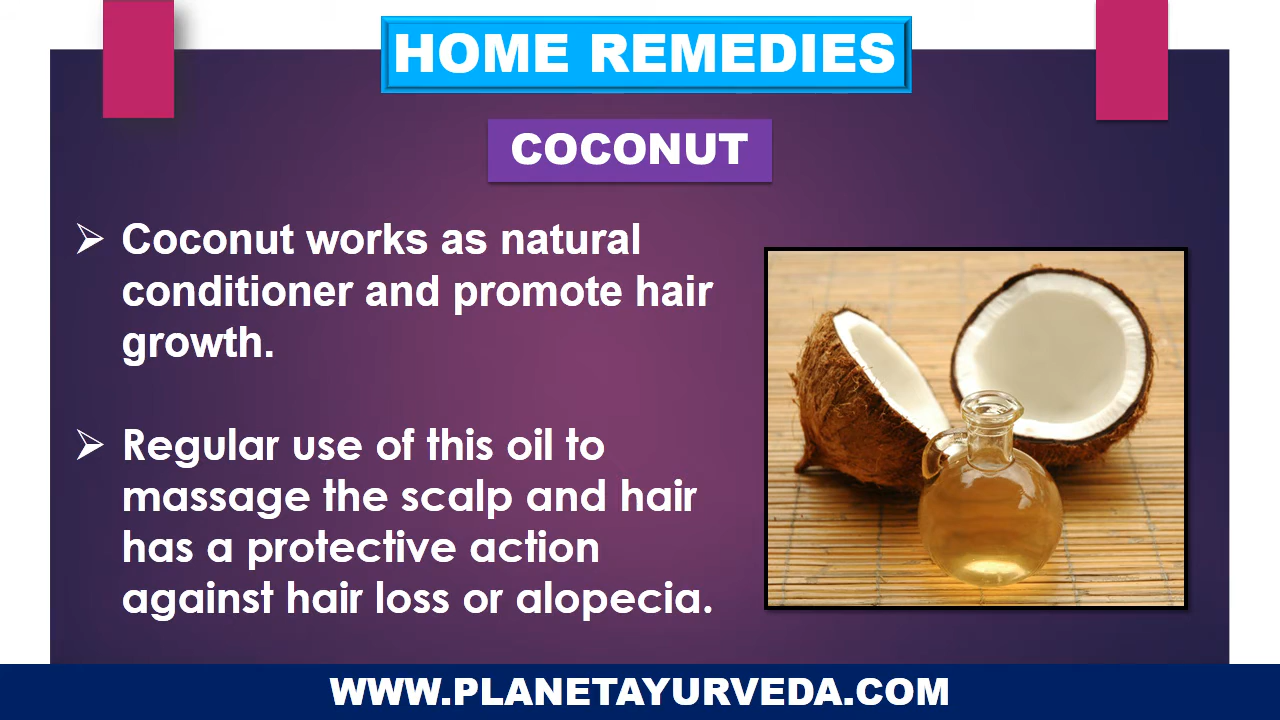 HOME REMEDIES
COCONUT
➢ Coconut works as natural
conditioner and promote hair
growth.
➢ Regular use of this oil to
massage the scalp and hair
has a protective action
against hair loss or alopecia.
WWW.PLANETAYURVEDA.COM